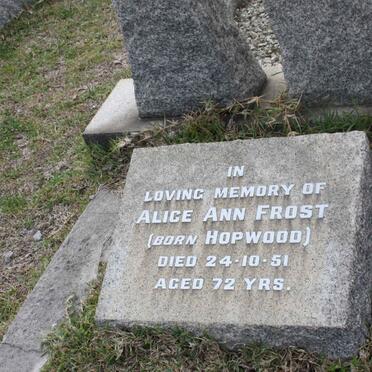 IN
LOVING MEMORY OF
ALICE ANN FROST
(BORN HOPWOOD)
DIED 24·10·51
AGED 72 YRS.